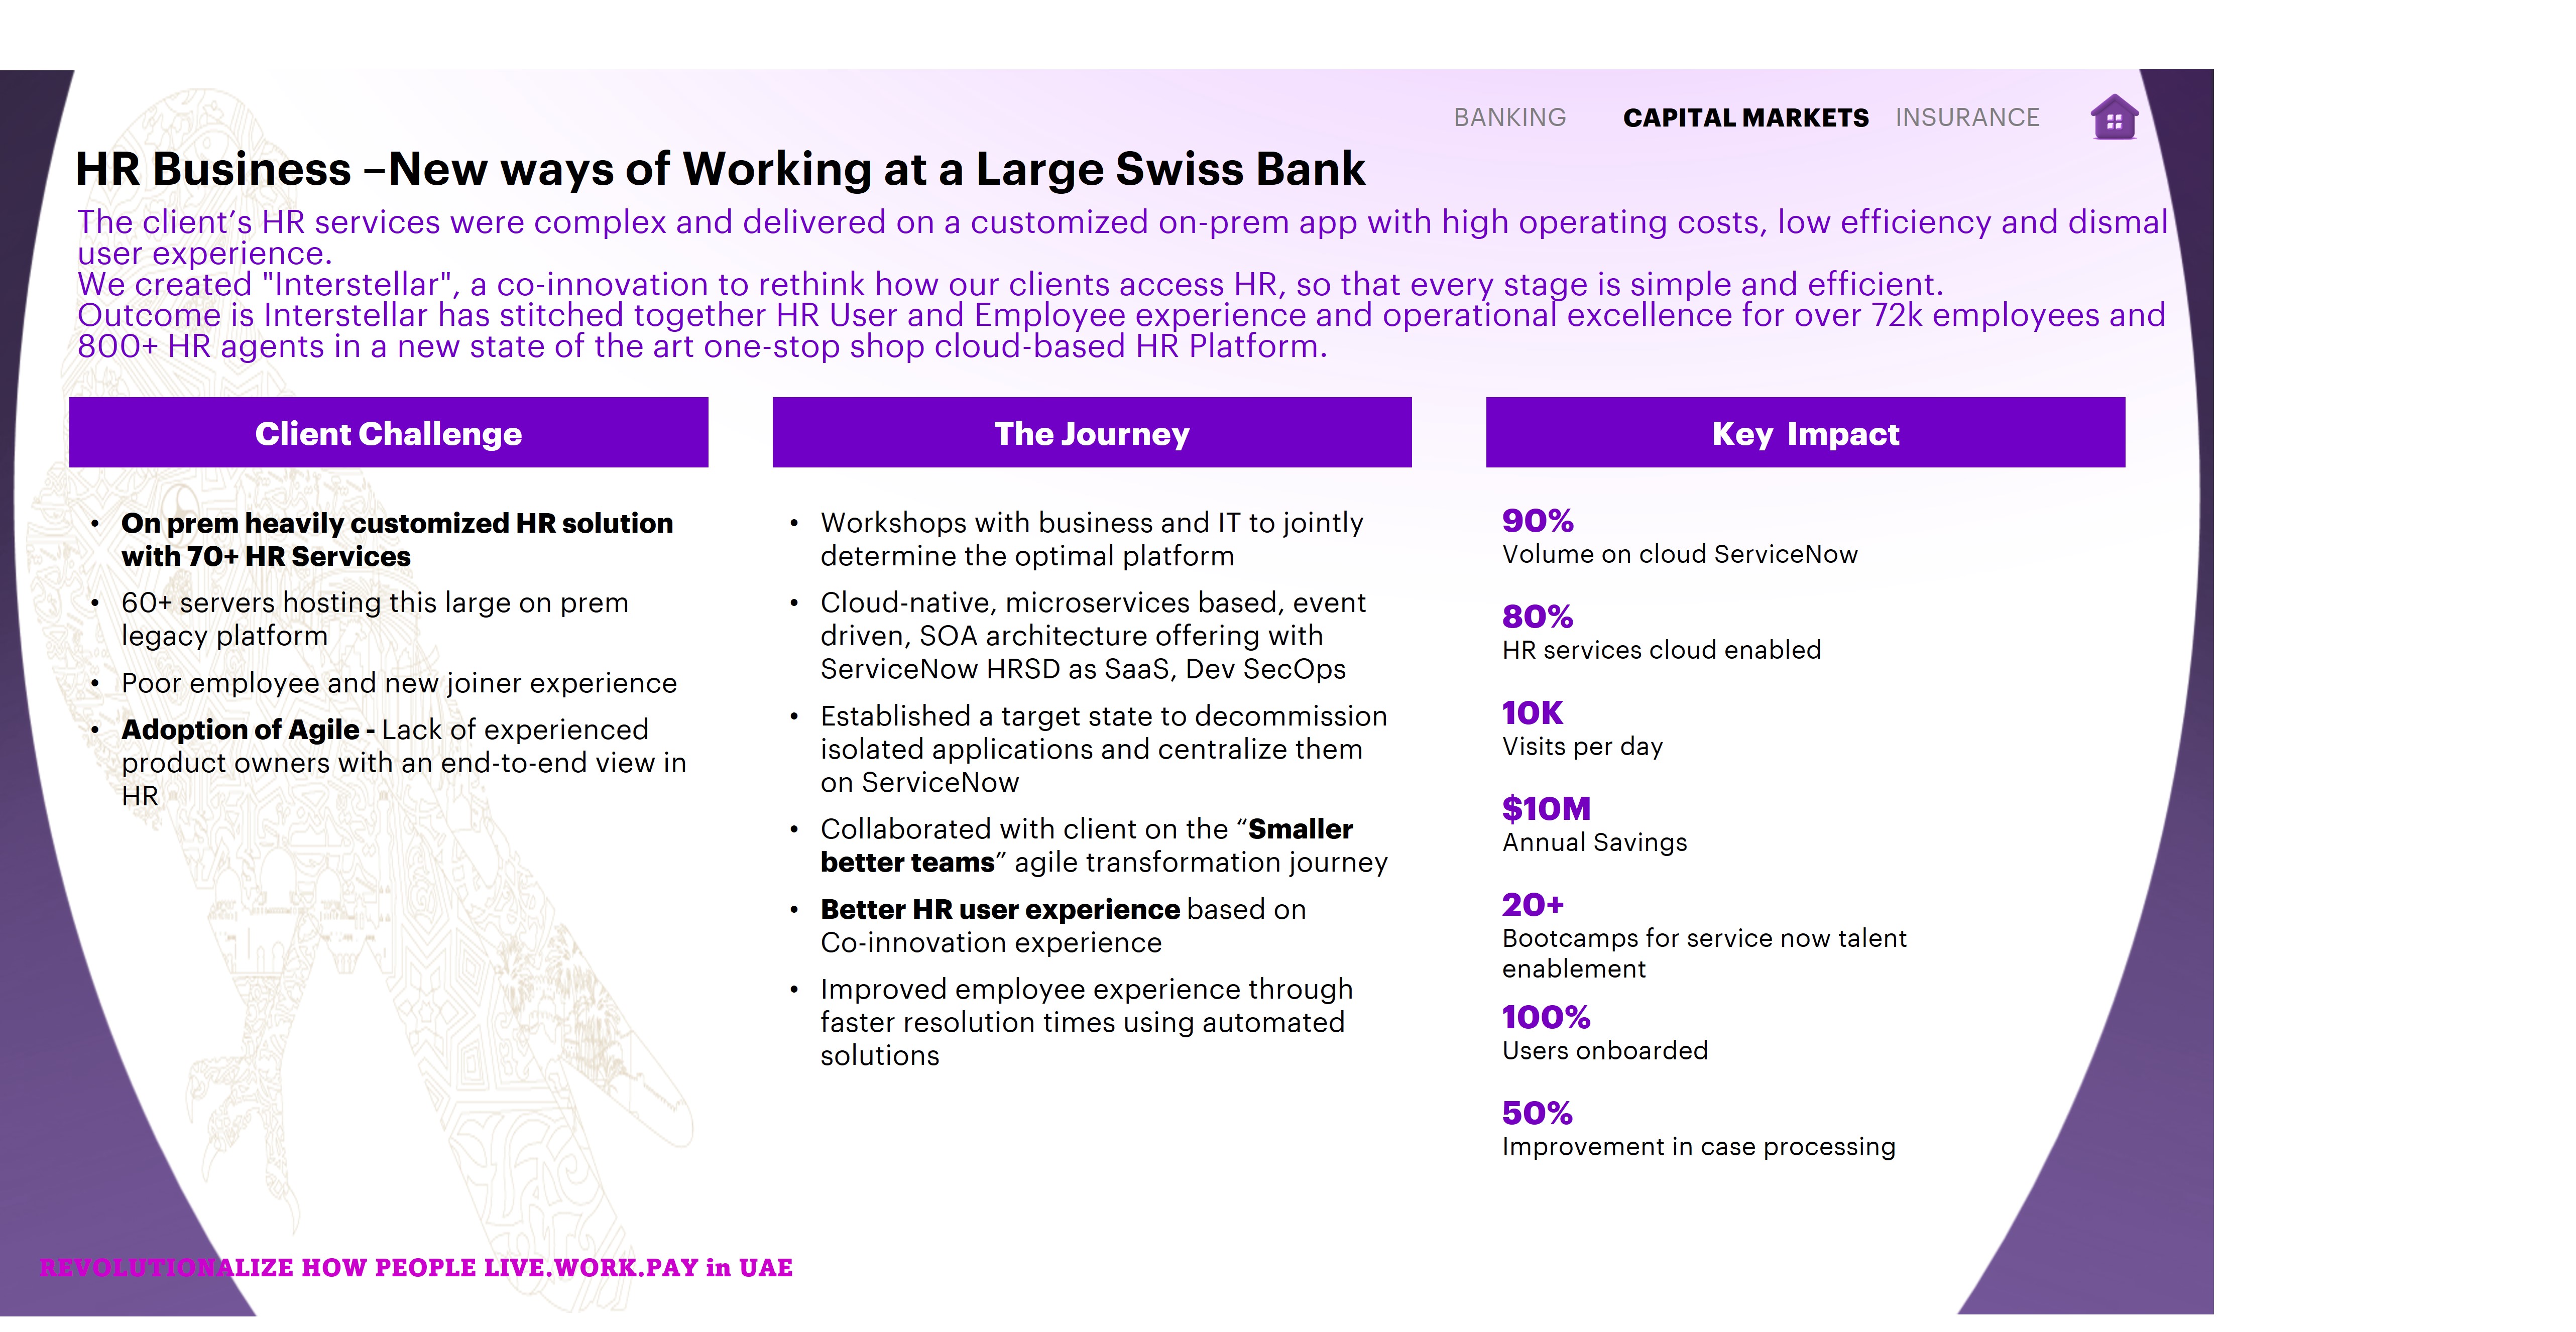 BANKING CAPITAL MARKETS INSURANCE
HR Business –New ways of Working at a Large Swiss Bank
The client’s HR services were complex and delivered on a customized on-prem app with high operating costs, low efficiency and dismal
user experience.
We created "Interstellar", a co-innovation to rethink how our clients access HR, so that every stage is simple and efficient.
Outcome is Interstellar has stitched together HR User and Employee experience and operational excellence for over 72k employees and
800+ HR agents in a new state of the art one-stop shop cloud-based HR Platform.
Client Challenge
• On prem heavily customized HR solution
with 70+ HR Services
• 60+ servers hosting this large on prem
legacy platform
• Poor employee and new joiner experience
• Adoption of Agile - Lack of experienced
product owners with an end-to-end view in
HR
The Journey
• Workshops with business and IT to jointly
determine the optimal platform
• Cloud-native, microservices based, event
driven, SOA architecture offering with
ServiceNow HRSD as SaaS, Dev SecOps
• Established a target state to decommission
isolated applications and centralize them
on ServiceNow
• Collaborated with client on the “Smaller
better teams” agile transformation journey
• Better HR user experience based on
Co-innovation experience
• Improved employee experience through
faster resolution times using automated
solutions
Key Impact
90%
Volume on cloud ServiceNow
80%
HR services cloud enabled
10K
Visits per day
$10M
Annual Savings
20+
Bootcamps for service now talent
enablement
100%
Users onboarded
50%
Improvement in case processing
REVOLUTIONALIZE HOW PEOPLE LIVE.WORK.PAY in UAE